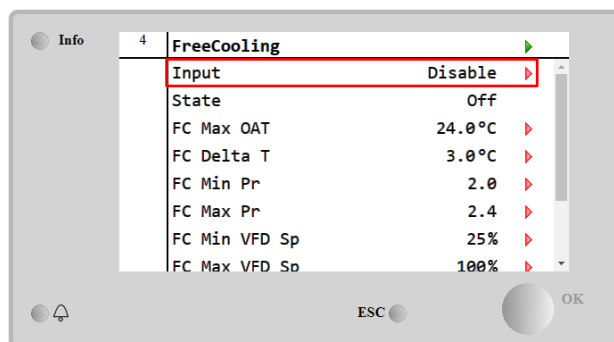 Info
4 FreeCooling
Input Disable
State Off
FC Max OAT 24.0°C
FC Delta T 3.0°C
FC Min Pr 2.0
FC Max Pr 2.4
FC Min VFD Sp 25%
FC Max VFD Sp 100%
ESC OK